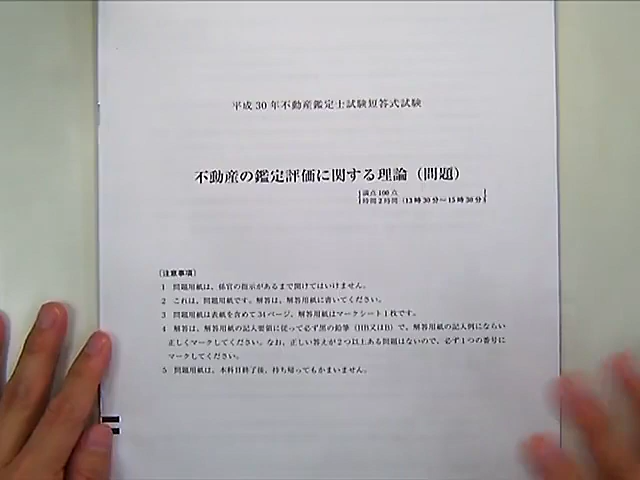 平成30年不動産鑑定士試験短答式試験
不動産の鑑定評価に関する理論（問題）
満点100点
時間2時間（13時30分～15時30分）
〔注意事項〕
1 問題用紙は、係官の指示があるまで開けてはいけません。
2 これは、問題用紙です。解答は、解答用紙に書いてください。
3 問題用紙は表紙を含めて34ページ、解答用紙はマークシート1枚です。
4 解答は、解答用紙の記入要領に従って必ず黒の鉛筆（HB又はB）で、解答用紙の記入例にならい
正しくマークしてください。なお、正しい答えが2つ以上ある問題はないので、必ず1つの番号に
マークしてください。
5 問題用紙は、本科目終了後、持ち帰ってもかまいません。